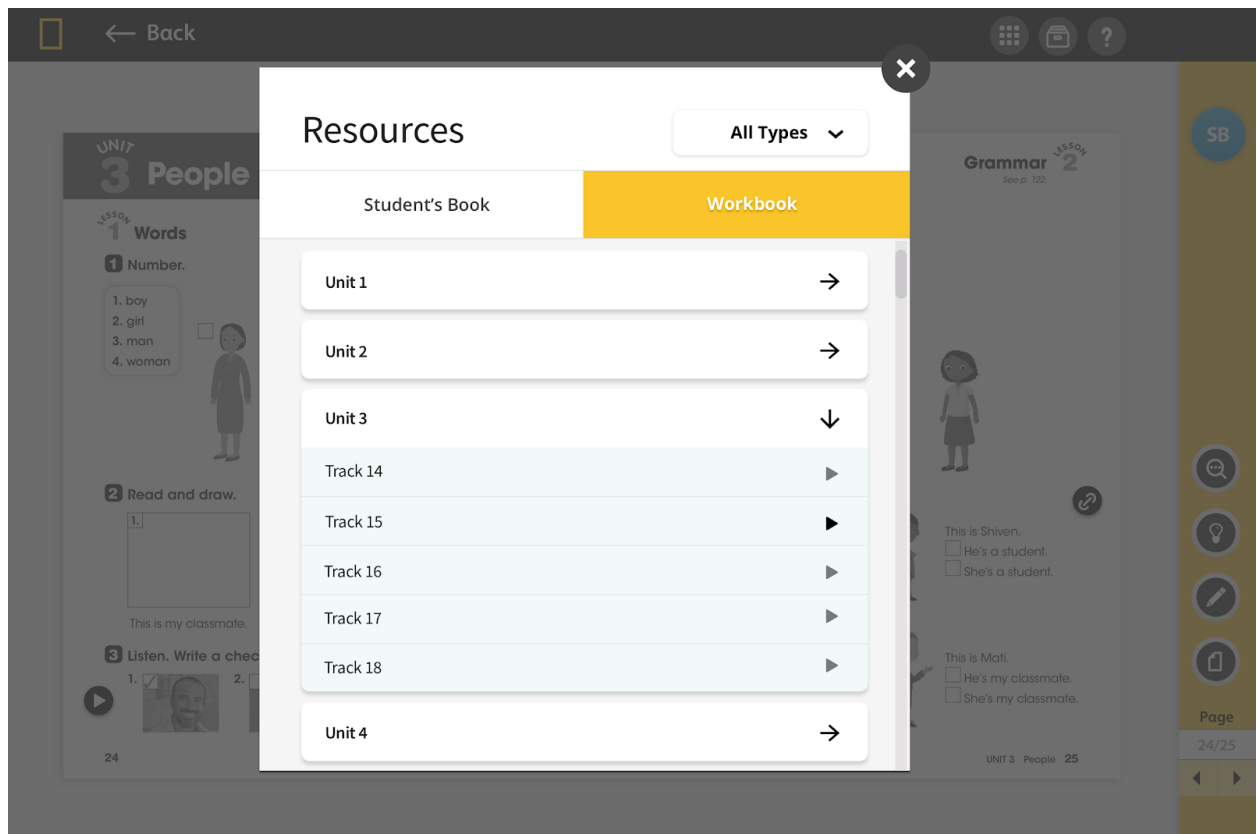 Back
?
Resources
All Types
Student's Book
Workbook
Unit 1
Unit 2
Unit 3
Track 14
Track 15
Track 16
Track 17
Track 18
Unit 4
UNIT
3 People
LESSON
1 Words
1 Number.
1. boy
2. girl
3. man
4. woman
2 Read and draw.
1.
This is my classmate.
3 Listen. Write a chec
1.
2.
24
Grammar LESSON 2
See p. 122.
This is Shiven.
He's a student.
She's a student.
This is Mati.
He's my classmate.
She's my classmate.
UNIT 3 People 25
SB
Page
24/25